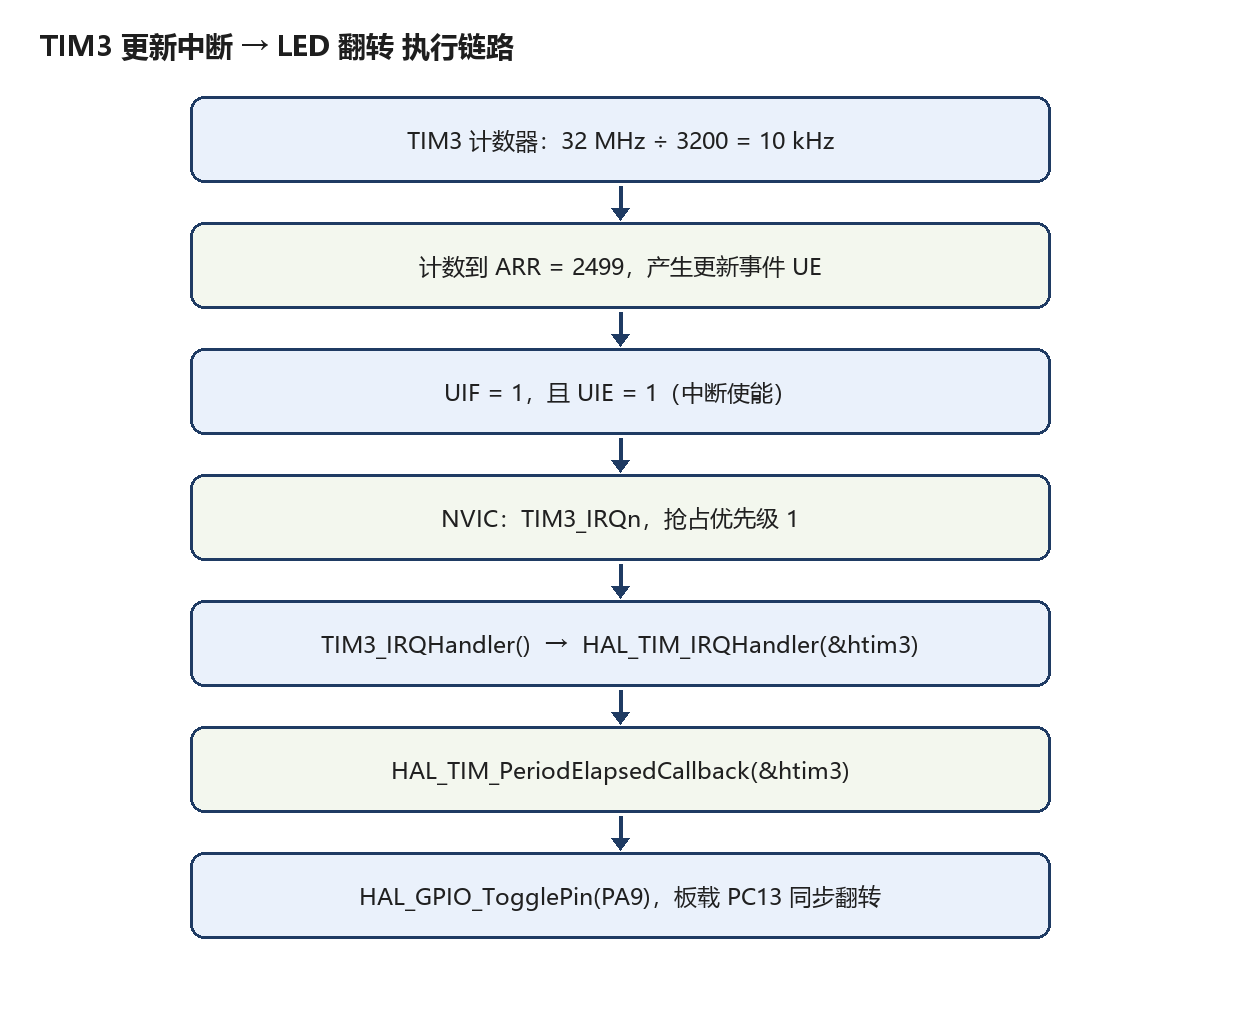 TIM3 更新中断 → LED 翻转 执行链路
TIM3 计数器：32 MHz ÷ 3200 = 10 kHz
计数到 ARR = 2499，产生更新事件 UE
UIF = 1，且 UIE = 1（中断使能）
NVIC：TIM3_IRQn，抢占优先级 1
TIM3_IRQHandler() → HAL_TIM_IRQHandler(&htim3)
HAL_TIM_PeriodElapsedCallback(&htim3)
HAL_GPIO_TogglePin(PA9)，板载 PC13 同步翻转